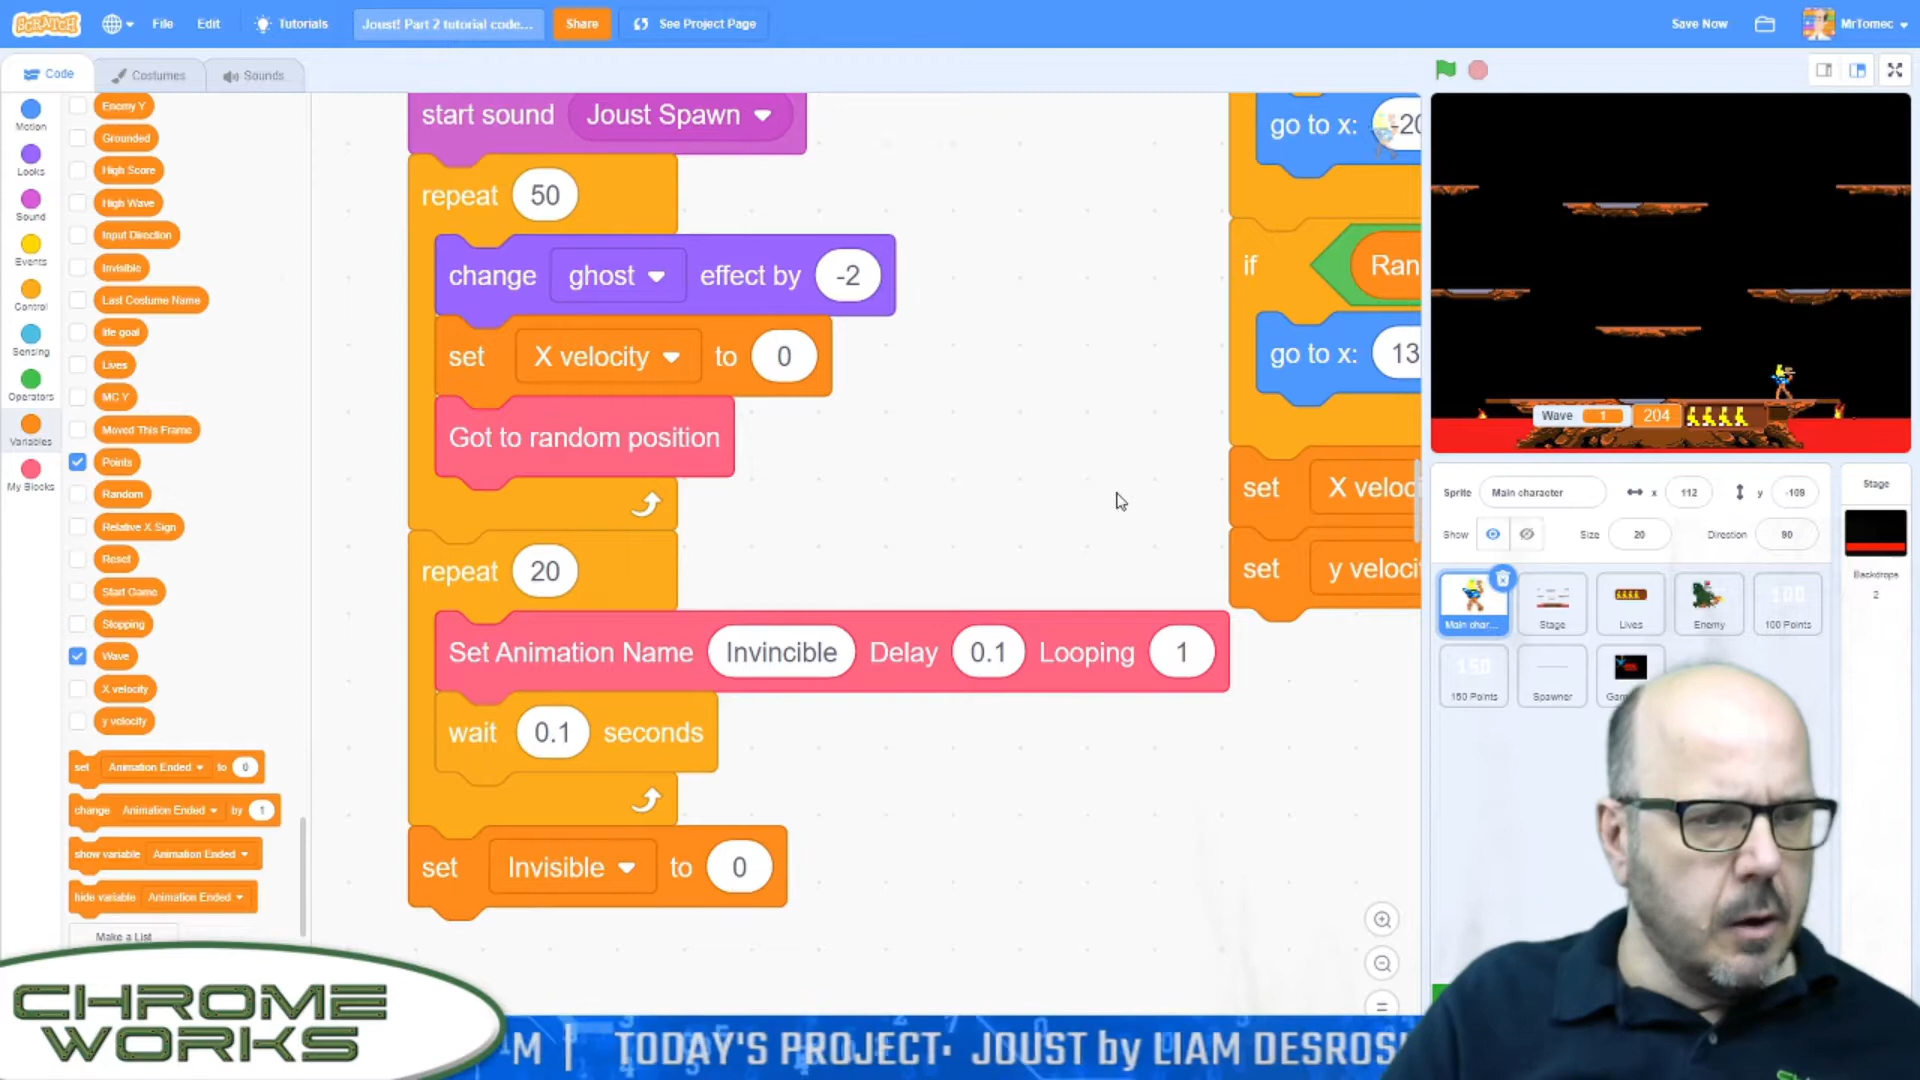 SCRATCH
File
Edit
Tutorials
Joust! Part 2 tutorial code...
Share
See Project Page
Save Now
MrTomec
Code
Costumes
Sounds
Motion
Looks
Sound
Events
Control
Sensing
Operators
Variables
My Blocks
Enemy Y
Grounded
High Score
High Wave
Input Direction
Invisible
Last Costume Name
life goal
Lives
MC Y
Moved This Frame
Points
Random
Relative X Sign
Reset
Start Game
Stopping
Wave
X velocity
y velocity
set Animation Ended to 0
change Animation Ended by 1
show variable Animation Ended
hide variable Animation Ended
Make a List
start sound Joust Spawn
repeat 50
change ghost effect by -2
set X velocity to 0
Got to random position
repeat 20
Set Animation Name Invincible Delay 0.1 Looping 1
wait 0.1 seconds
set Invisible to 0
go to x: -20
if Ran
go to x: 13
set X veloc
set y veloci
Wave 1 204
Sprite Main character x 112 y -109
Show Size 20 Direction 90
Stage
Backdrops
2
Main char...
Stage
Lives
Enemy
100 Points
150 Points
Spawner
CHROME
WORKS
M | TODAY'S PROJECT: JOUST by LIAM DESROS